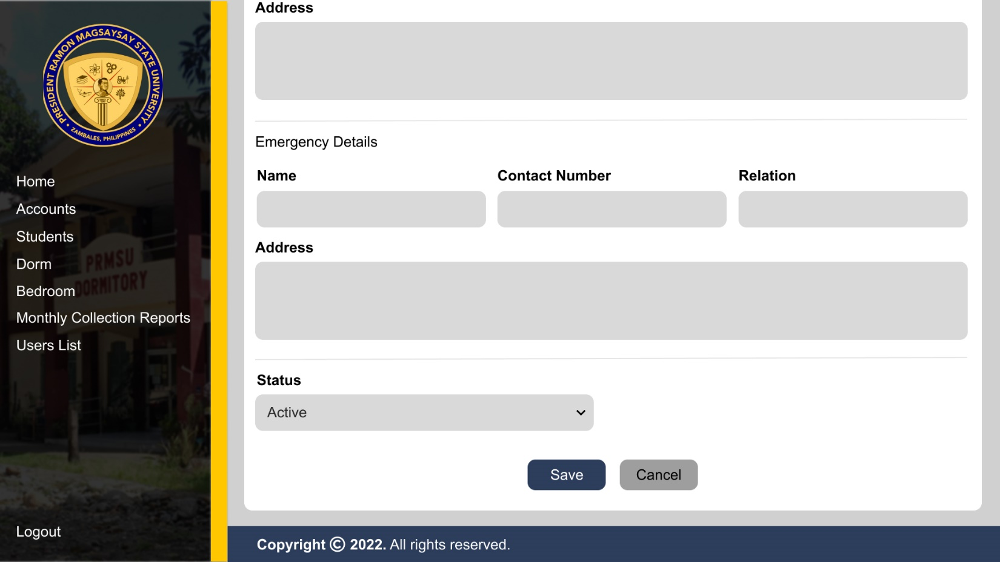 PRESIDENT RAMON MAGSAYSAY STATE UNIVERSITY
ZAMBALES, PHILIPPINES
Home
Accounts
Students
Dorm
PRMSU
DORMITORY
Bedroom
Monthly Collection Reports
Users List
Logout
Address
Emergency Details
Name
Contact Number
Relation
Address
Status
Active
Save
Cancel
Copyright © 2022. All rights reserved.